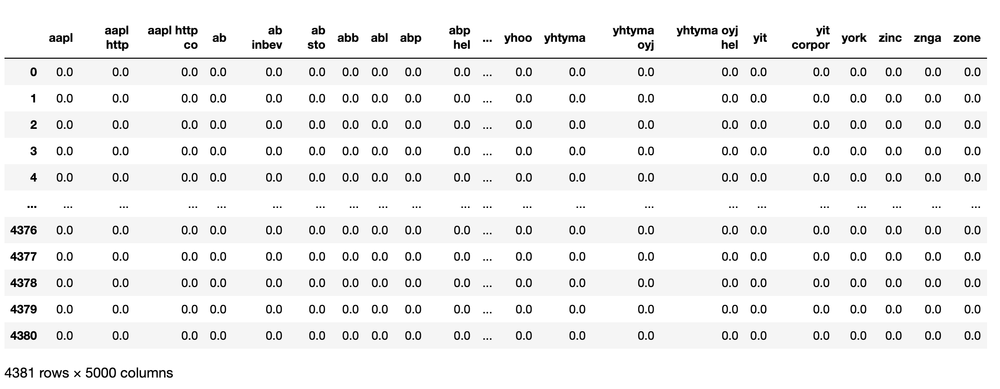 aapl aapl http aapl http co ab ab inbev ab sto abb abl abp abp hel ... yhoo yhtyma yhtyma oyj yhtyma oyj hel yit yit corpor york zinc znga zone
0 0.0 0.0 0.0 0.0 0.0 0.0 0.0 0.0 0.0 0.0 ... 0.0 0.0 0.0 0.0 0.0 0.0 0.0 0.0 0.0 0.0
1 0.0 0.0 0.0 0.0 0.0 0.0 0.0 0.0 0.0 0.0 ... 0.0 0.0 0.0 0.0 0.0 0.0 0.0 0.0 0.0 0.0
2 0.0 0.0 0.0 0.0 0.0 0.0 0.0 0.0 0.0 0.0 ... 0.0 0.0 0.0 0.0 0.0 0.0 0.0 0.0 0.0 0.0
3 0.0 0.0 0.0 0.0 0.0 0.0 0.0 0.0 0.0 0.0 ... 0.0 0.0 0.0 0.0 0.0 0.0 0.0 0.0 0.0 0.0
4 0.0 0.0 0.0 0.0 0.0 0.0 0.0 0.0 0.0 0.0 ... 0.0 0.0 0.0 0.0 0.0 0.0 0.0 0.0 0.0 0.0
... ... ... ... ... ... ... ... ... ... ... ... ... ... ... ... ... ... ... ... ... ...
4376 0.0 0.0 0.0 0.0 0.0 0.0 0.0 0.0 0.0 0.0 ... 0.0 0.0 0.0 0.0 0.0 0.0 0.0 0.0 0.0 0.0
4377 0.0 0.0 0.0 0.0 0.0 0.0 0.0 0.0 0.0 0.0 ... 0.0 0.0 0.0 0.0 0.0 0.0 0.0 0.0 0.0 0.0
4378 0.0 0.0 0.0 0.0 0.0 0.0 0.0 0.0 0.0 0.0 ... 0.0 0.0 0.0 0.0 0.0 0.0 0.0 0.0 0.0 0.0
4379 0.0 0.0 0.0 0.0 0.0 0.0 0.0 0.0 0.0 0.0 ... 0.0 0.0 0.0 0.0 0.0 0.0 0.0 0.0 0.0 0.0
4380 0.0 0.0 0.0 0.0 0.0 0.0 0.0 0.0 0.0 0.0 ... 0.0 0.0 0.0 0.0 0.0 0.0 0.0 0.0 0.0 0.0
4381 rows × 5000 columns